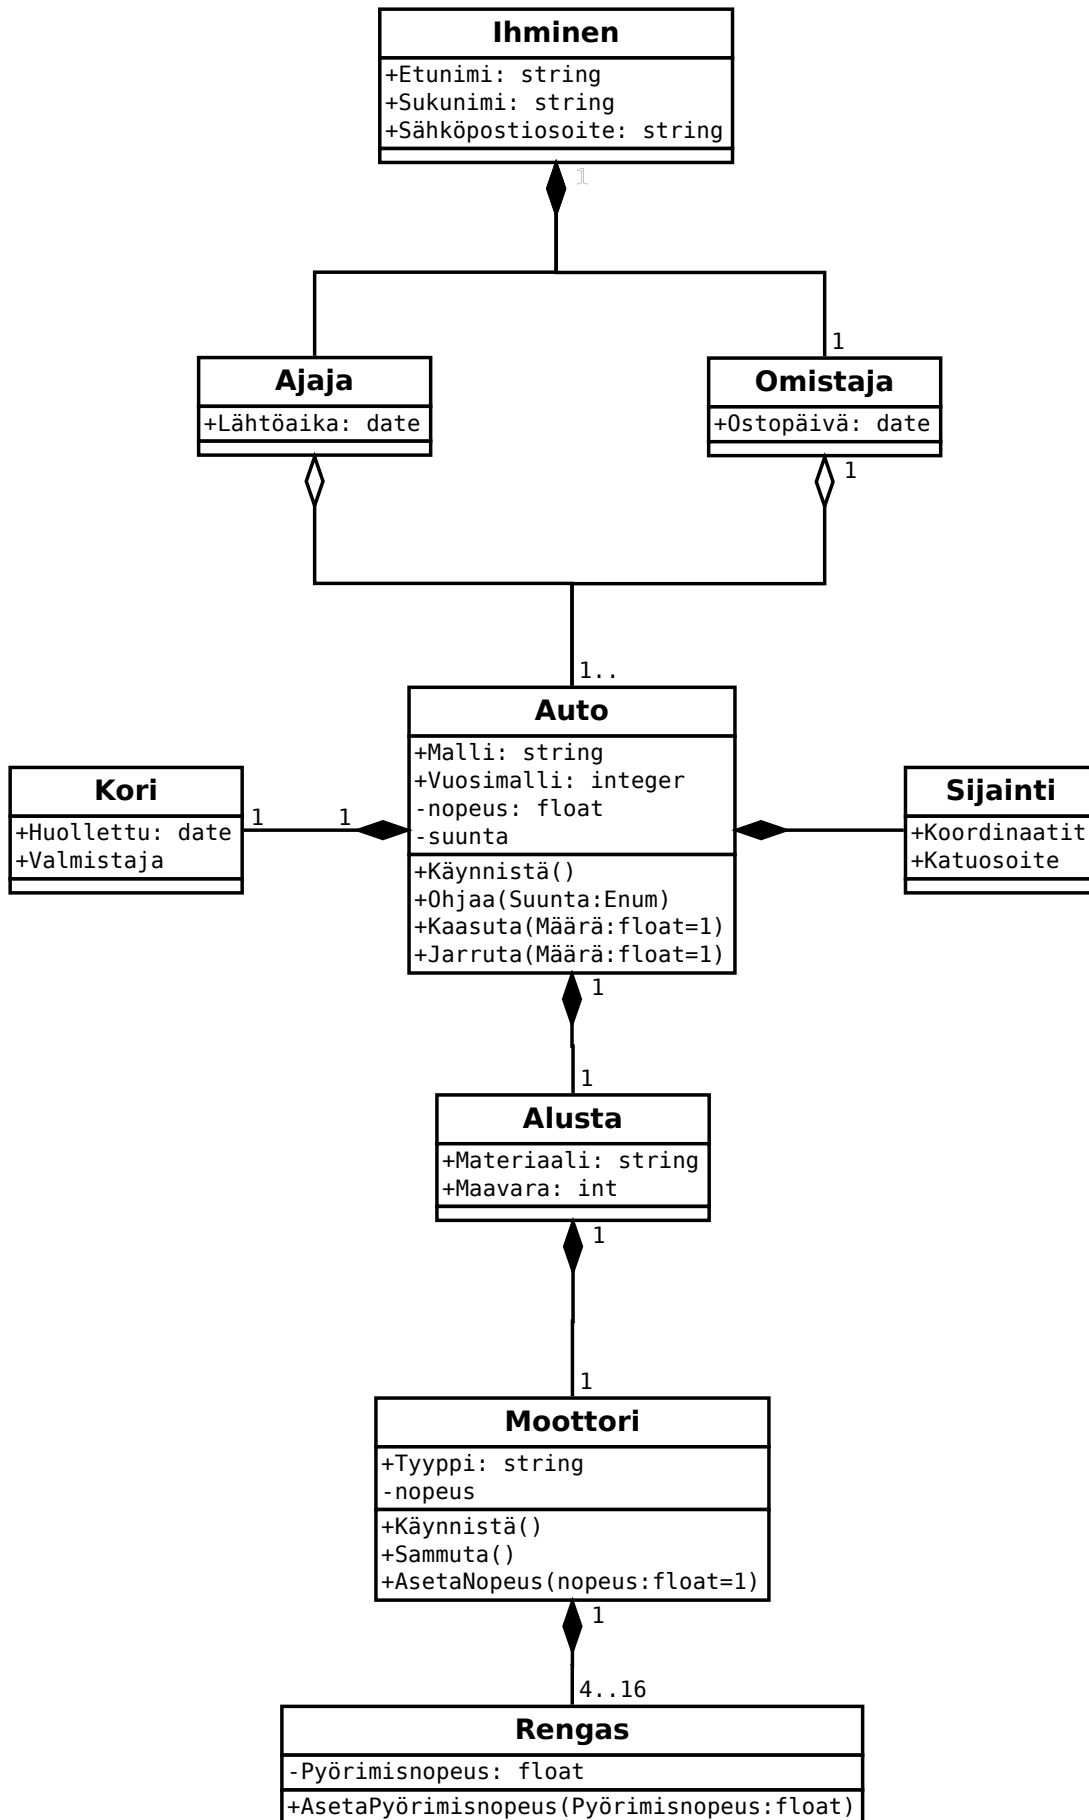 Ihminen
+Etunimi: string
+Sukunimi: string
+Sähköpostiosoite: string
1
1
Ajaja
+Lähtöaika: date
Omistaja
+Ostopäivä: date
1
1..
Auto
+Malli: string
+Vuosimalli: integer
-nopeus: float
-suunta
+Käynnistä()
+Ohjaa(Suunta:Enum)
+Kaasuta(Määrä:float=1)
+Jarruta(Määrä:float=1)
Kori
+Huollettu: date
+Valmistaja
1
1
Sijainti
+Koordinaatit
+Katuosoite
1
1
Alusta
+Materiaali: string
+Maavara: int
1
1
Moottori
+Tyyppi: string
-nopeus
+Käynnistä()
+Sammuta()
+AsetaNopeus(nopeus:float=1)
1
4..16
Rengas
-Pyörimisnopeus: float
+AsetaPyörimisnopeus(Pyörimisnopeus:float)